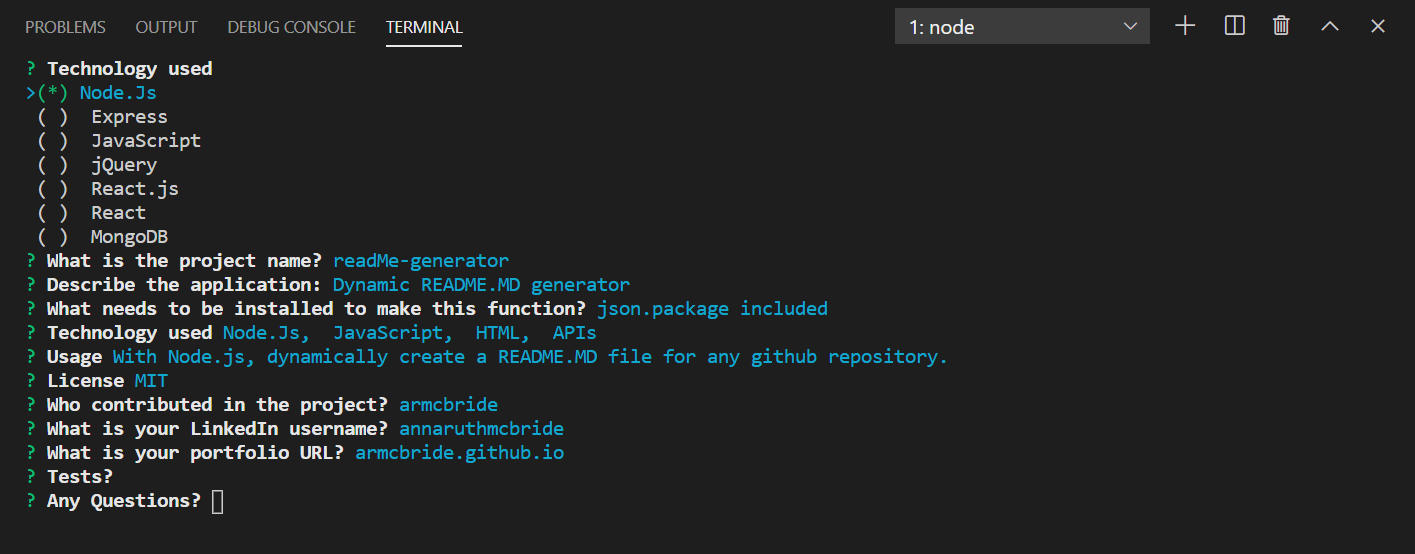 PROBLEMS OUTPUT DEBUG CONSOLE TERMINAL 1: node
? Technology used
>(*) Node.Js
( ) Express
( ) JavaScript
( ) jQuery
( ) React.js
( ) React
( ) MongoDB
? What is the project name? readMe-generator
? Describe the application: Dynamic README.MD generator
? What needs to be installed to make this function? json.package included
? Technology used Node.Js,  JavaScript,  HTML,  APIs
? Usage With Node.js, dynamically create a README.MD file for any github repository.
? License MIT
? Who contributed in the project? armcbride
? What is your LinkedIn username? annaruthmcbride
? What is your portfolio URL? armcbride.github.io
? Tests?
? Any Questions?